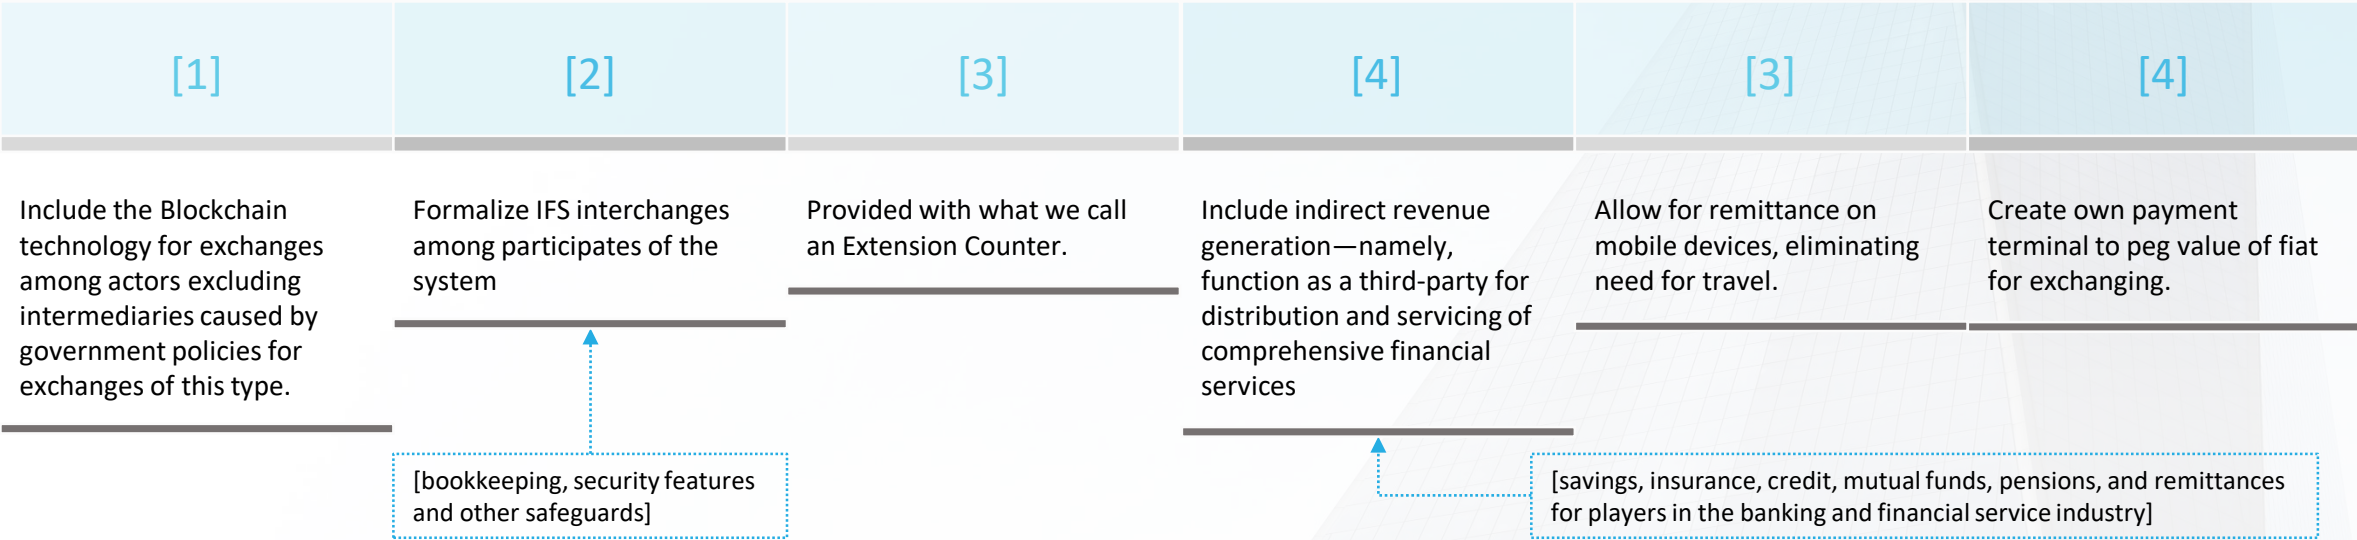 [1]
Include the Blockchain
technology for exchanges
among actors excluding
intermediaries caused by
government policies for
exchanges of this type.
[2]
Formalize IFS interchanges
among participates of the
system
[bookkeeping, security features
and other safeguards]
[3]
Provided with what we call
an Extension Counter.
[4]
Include indirect revenue
generation—namely,
function as a third-party for
distribution and servicing of
comprehensive financial
services
[savings, insurance, credit, mutual funds, pensions, and remittances
for players in the banking and financial service industry]
[3]
Allow for remittance on
mobile devices, eliminating
need for travel.
[4]
Create own payment
terminal to peg value of fiat
for exchanging.